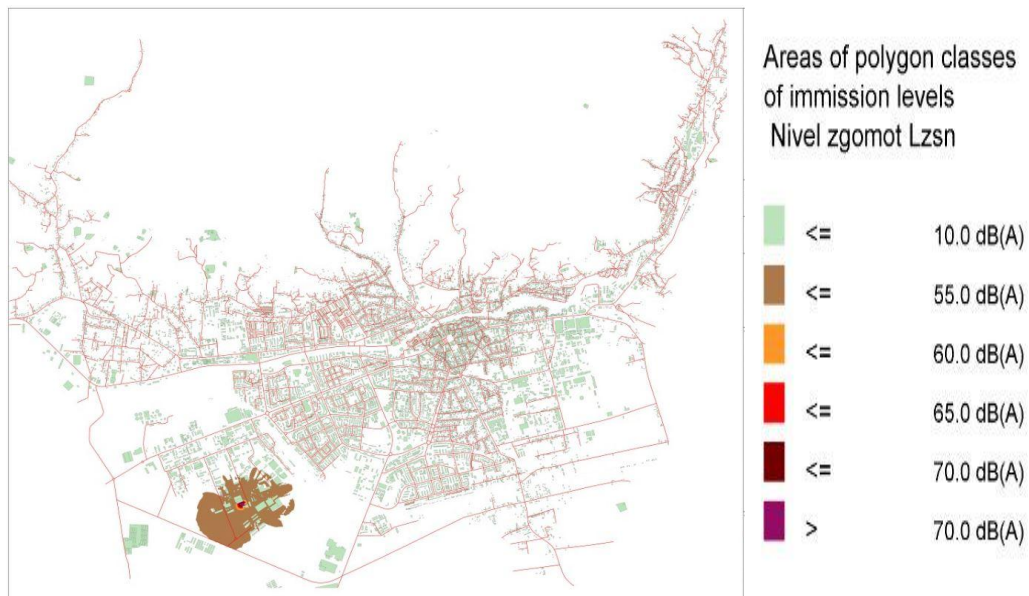 Areas of polygon classes
of immission levels
Nivel zgomot Lzsn
<= 10.0 dB(A)
<= 55.0 dB(A)
<= 60.0 dB(A)
<= 65.0 dB(A)
<= 70.0 dB(A)
> 70.0 dB(A)